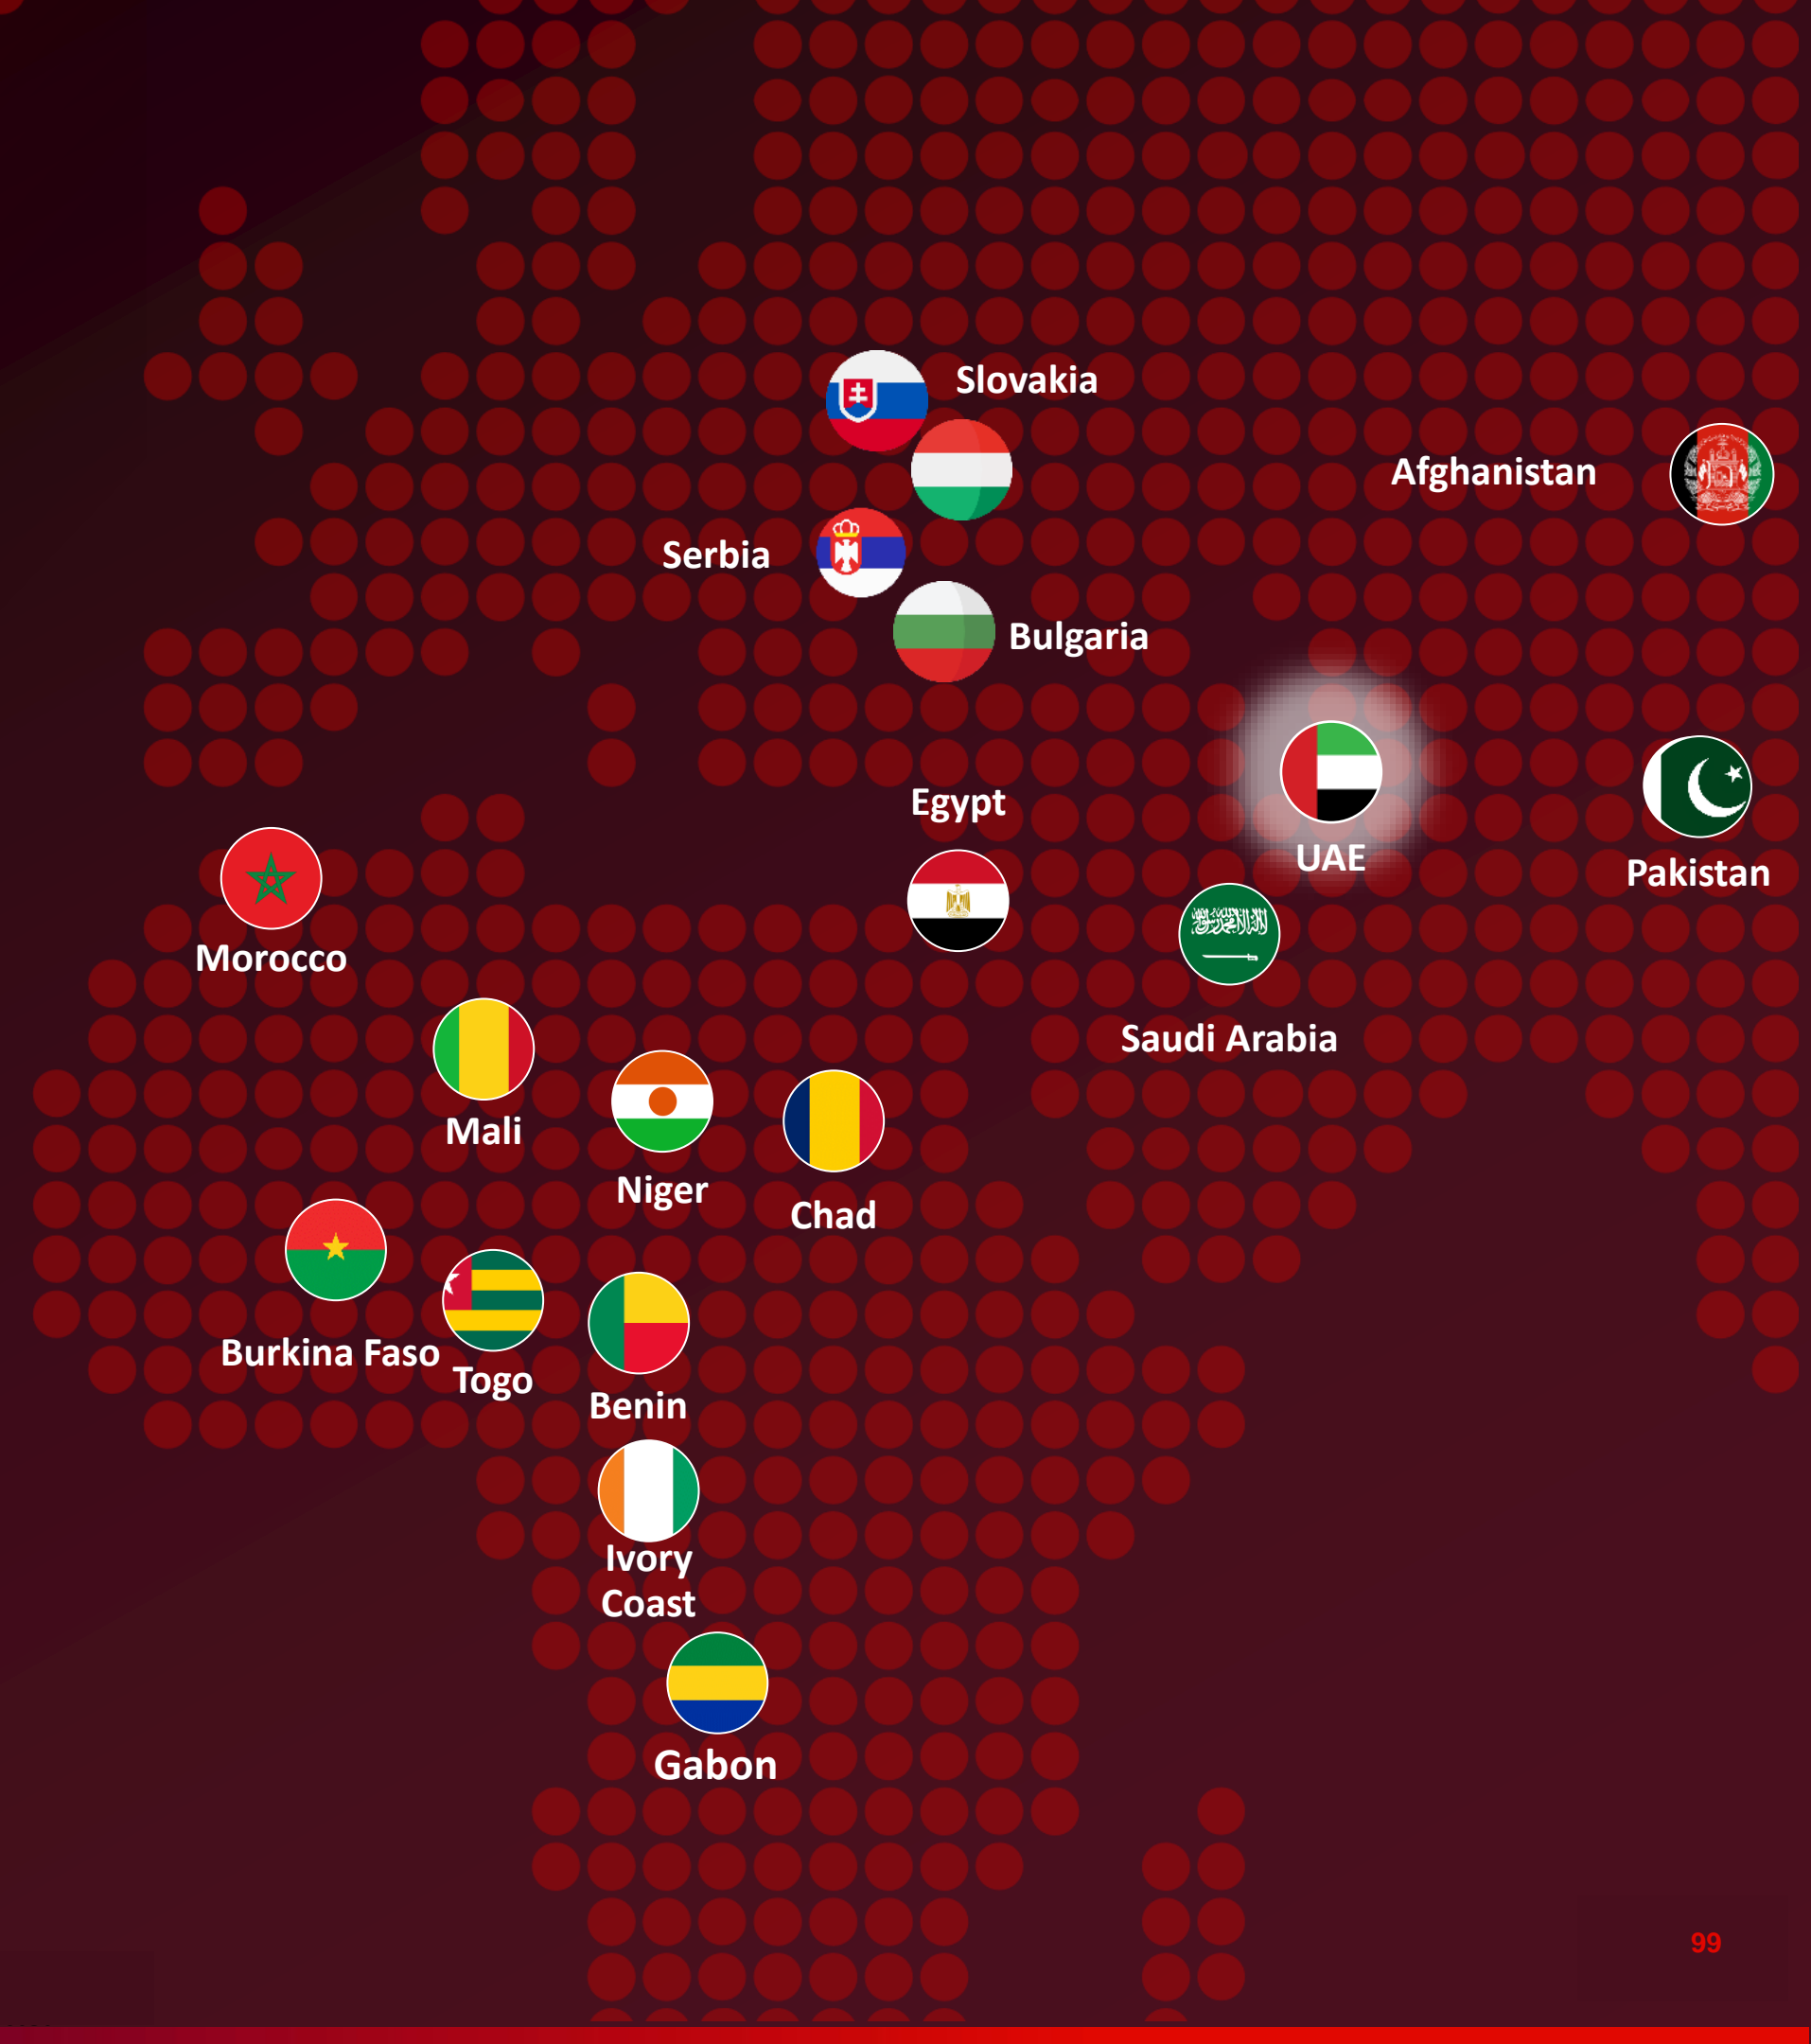 Slovakia
Afghanistan
Serbia
Bulgaria
Egypt
UAE
Pakistan
Morocco
Saudi Arabia
Mali
Niger
Chad
Burkina Faso
Togo
Benin
Ivory
Coast
Gabon
99